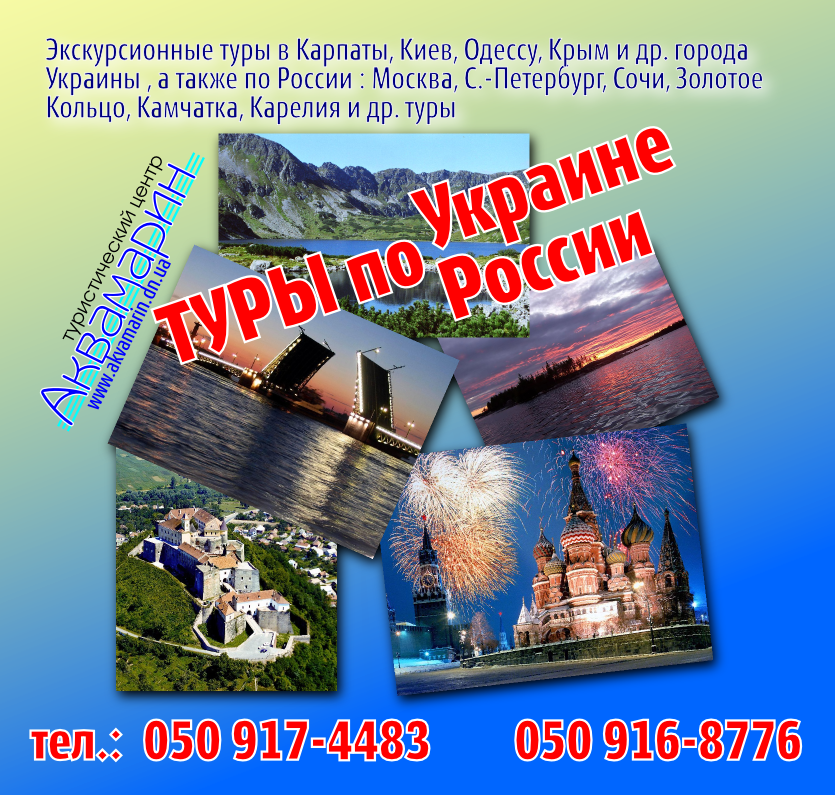 Экскурсионные туры в Карпаты, Киев, Одессу, Крым и др. города
Украины , а также по России : Москва, С.-Петербург, Сочи, Золотое
Кольцо, Камчатка, Карелия и др. туры
туристический центр
Аквамарин
www.akvamarin.dn.ua
ТУРЫ по Украине
России
тел.: 050 917-4483 050 916-8776